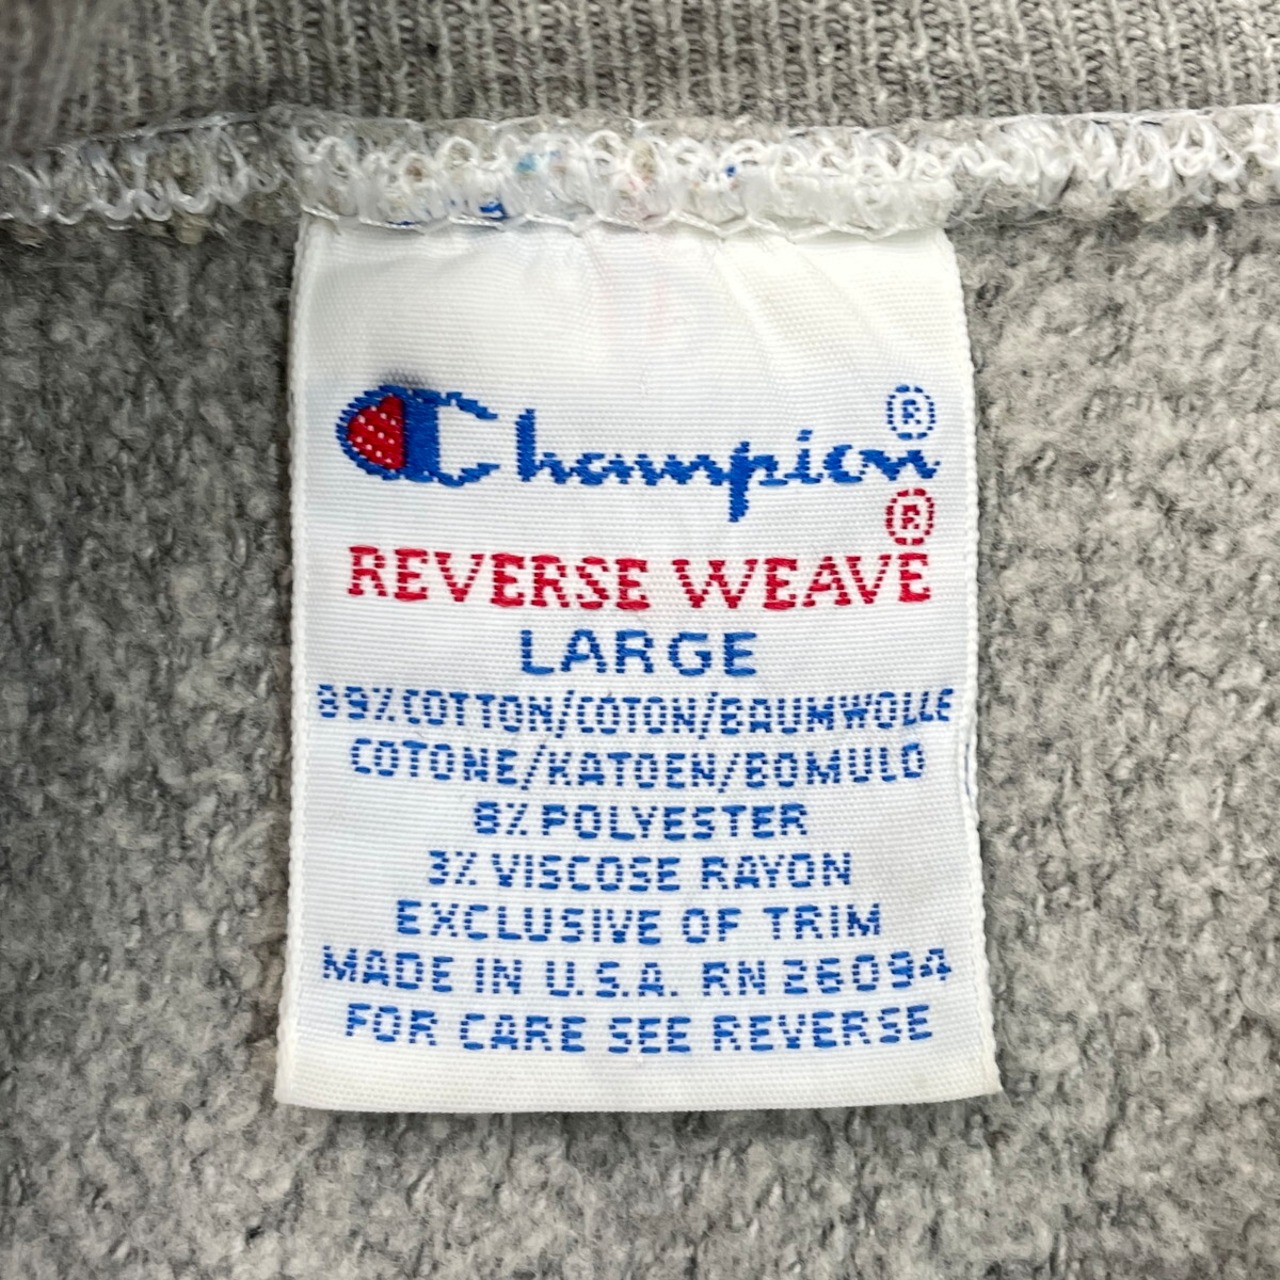 Champion®
®
REVERSE WEAVE
LARGE
89% COTTON/COTON/BAUMWOLLE
COTONE/KATOEN/BOMULD
8% POLYESTER
3% VISCOSE RAYON
EXCLUSIVE OF TRIM
MADE IN U.S.A. RN 26094
FOR CARE SEE REVERSE